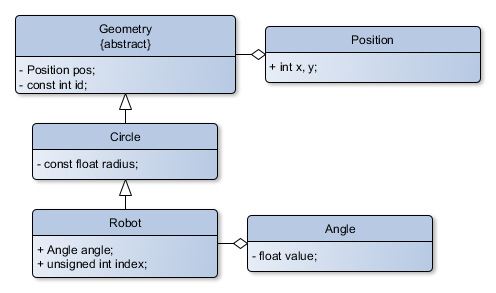 Geometry
{abstract}
- Position pos;
- const int id;
Position
+ int x, y;
Circle
- const float radius;
Robot
+ Angle angle;
+ unsigned int index;
Angle
- float value;